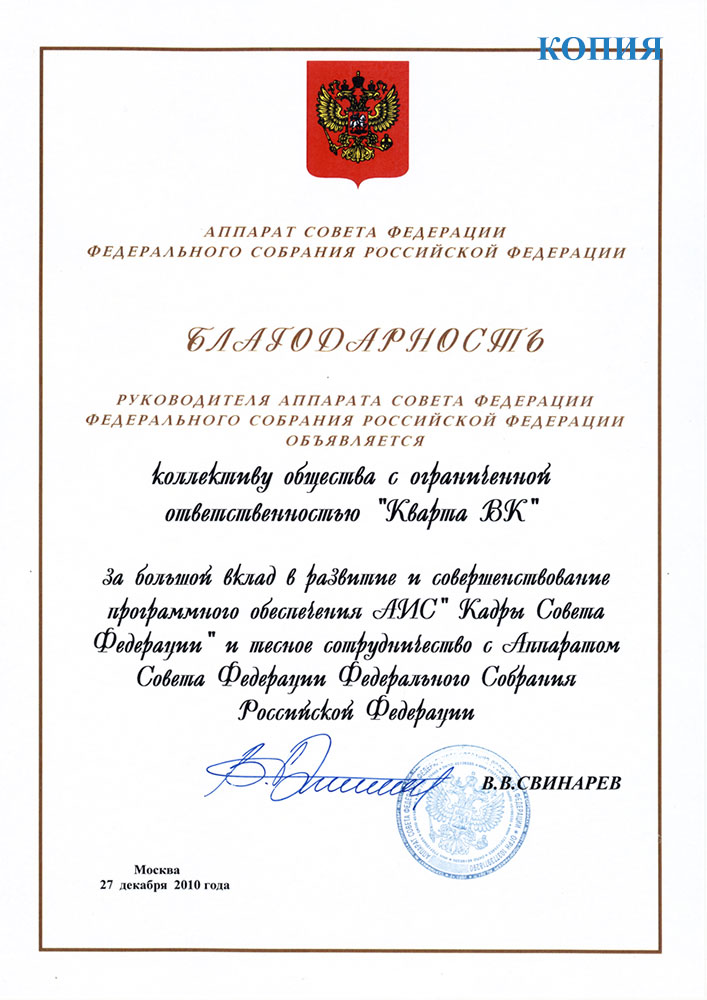 КОПИЯ
АППАРАТ СОВЕТА ФЕДЕРАЦИИ
ФЕДЕРАЛЬНОГО СОБРАНИЯ РОССИЙСКОЙ ФЕДЕРАЦИИ
БЛАГОДАРНОСТЬ
РУКОВОДИТЕЛЯ АППАРАТА СОВЕТА ФЕДЕРАЦИИ
ФЕДЕРАЛЬНОГО СОБРАНИЯ РОССИЙСКОЙ ФЕДЕРАЦИИ
ОБЪЯВЛЯЕТСЯ
коллективу общества с ограниченной
ответственностью "Кварта ВК"
за большой вклад в развитие и совершенствование
программного обеспечения АИС" Кадры Совета
Федерации" и тесное сотрудничество с Аппаратом
Совета Федерации Федерального Собрания
Российской Федерации
В.В.СВИНАРЕВ
Москва
27 декабря 2010 года